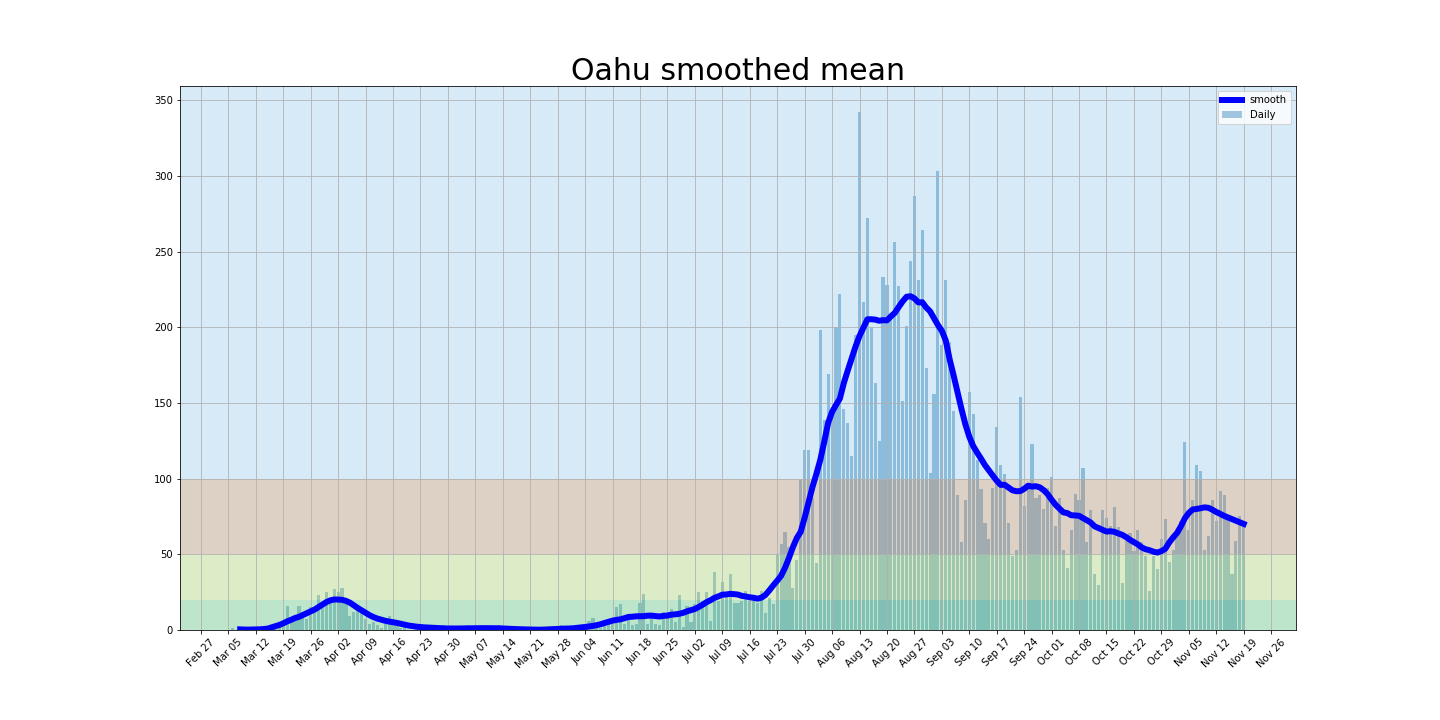 Oahu smoothed mean
smooth
Daily
350
300
250
200
150
100
50
0
Feb 27
Mar 05
Mar 12
Mar 19
Mar 26
Apr 02
Apr 09
Apr 16
Apr 23
Apr 30
May 07
May 14
May 21
May 28
Jun 04
Jun 11
Jun 18
Jun 25
Jul 02
Jul 09
Jul 16
Jul 23
Jul 30
Aug 06
Aug 13
Aug 20
Aug 27
Sep 03
Sep 10
Sep 17
Sep 24
Oct 01
Oct 08
Oct 15
Oct 22
Oct 29
Nov 05
Nov 12
Nov 19
Nov 26